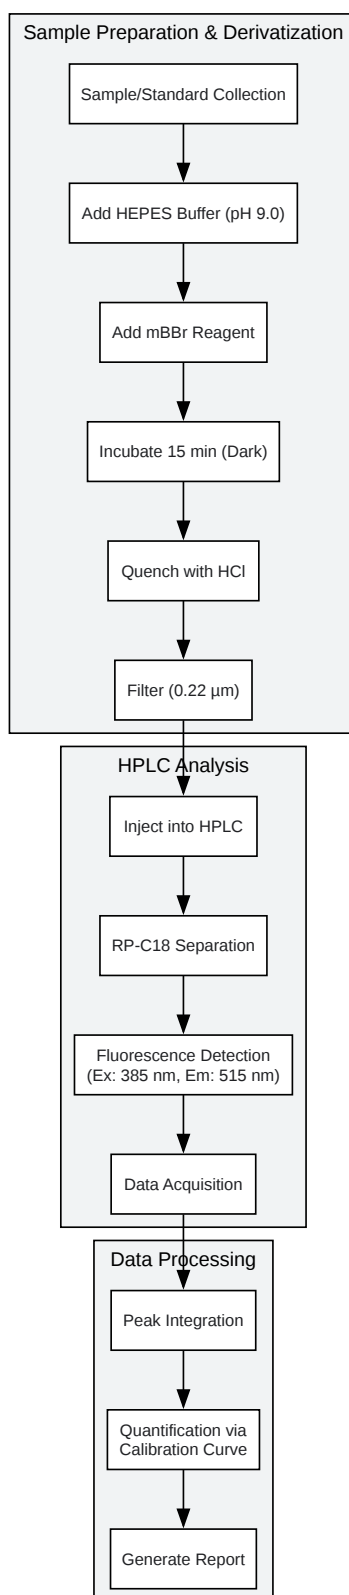 Sample Preparation & Derivatization
Sample/Standard Collection
Add HEPES Buffer (pH 9.0)
Add mBBr Reagent
Incubate 15 min (Dark)
Quench with HCl
Filter (0.22 µm)
HPLC Analysis
Inject into HPLC
RP-C18 Separation
Fluorescence Detection
(Ex: 385 nm, Em: 515 nm)
Data Acquisition
Data Processing
Peak Integration
Quantification via
Calibration Curve
Generate Report